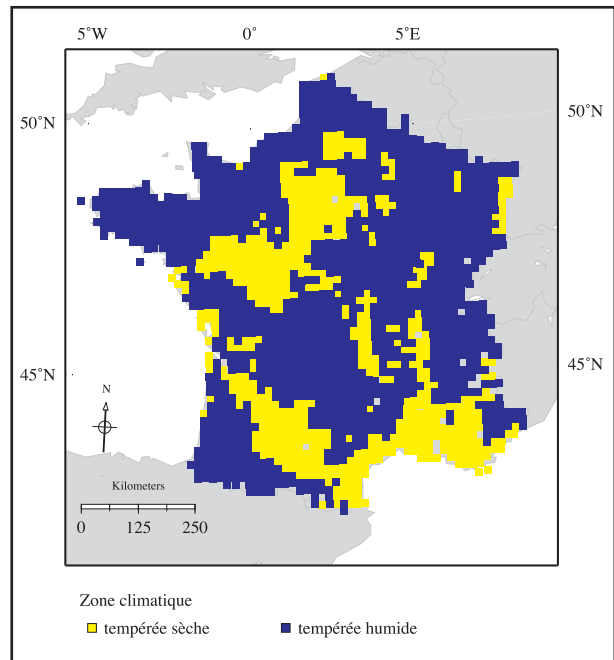 5°W 0° 5°E
50°N 50°N
45°N 45°N
N
Kilometers
0 125 250
Zone climatique
tempérée sèche tempérée humide